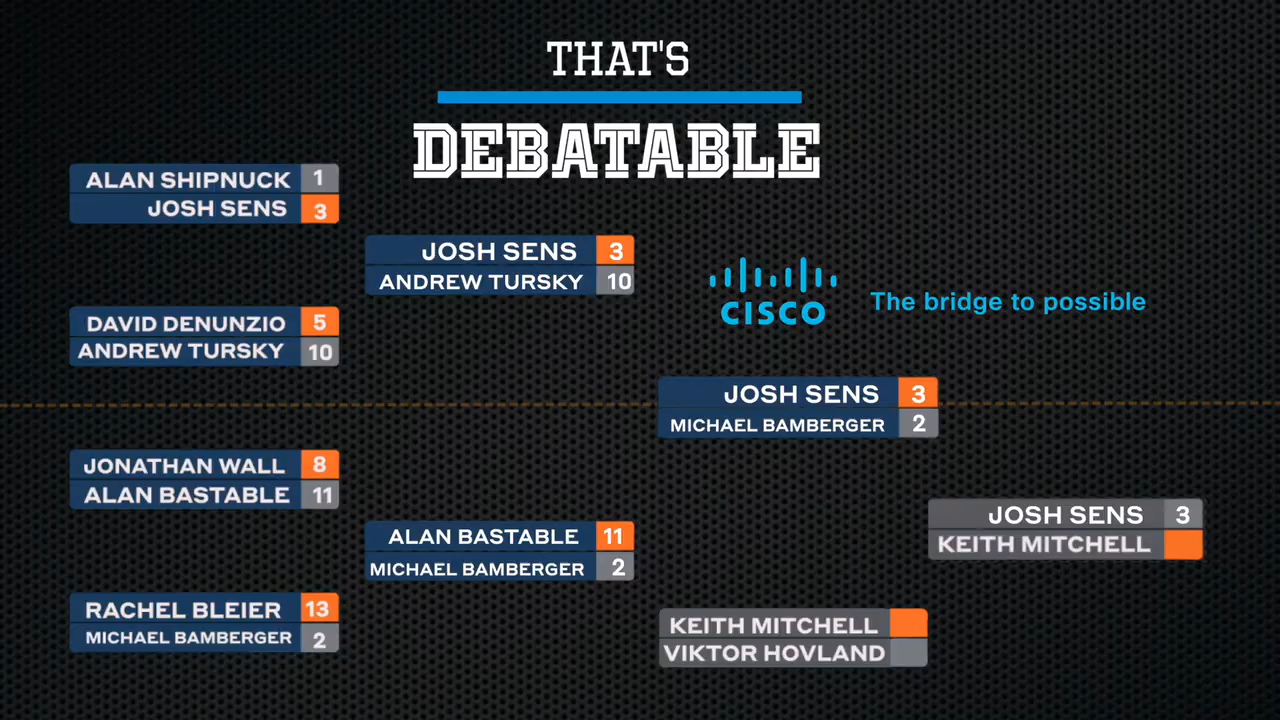 THAT'S
DEBATABLE
ALAN SHIPNUCK 1
JOSH SENS 3
JOSH SENS 3
ANDREW TURSKY 10
CISCO
The bridge to possible
DAVID DENUNZIO 5
ANDREW TURSKY 10
JOSH SENS 3
MICHAEL BAMBERGER 2
JONATHAN WALL 8
ALAN BASTABLE 11
JOSH SENS 3
KEITH MITCHELL
ALAN BASTABLE 11
MICHAEL BAMBERGER 2
RACHEL BLEIER 13
MICHAEL BAMBERGER 2
KEITH MITCHELL
VIKTOR HOVLAND